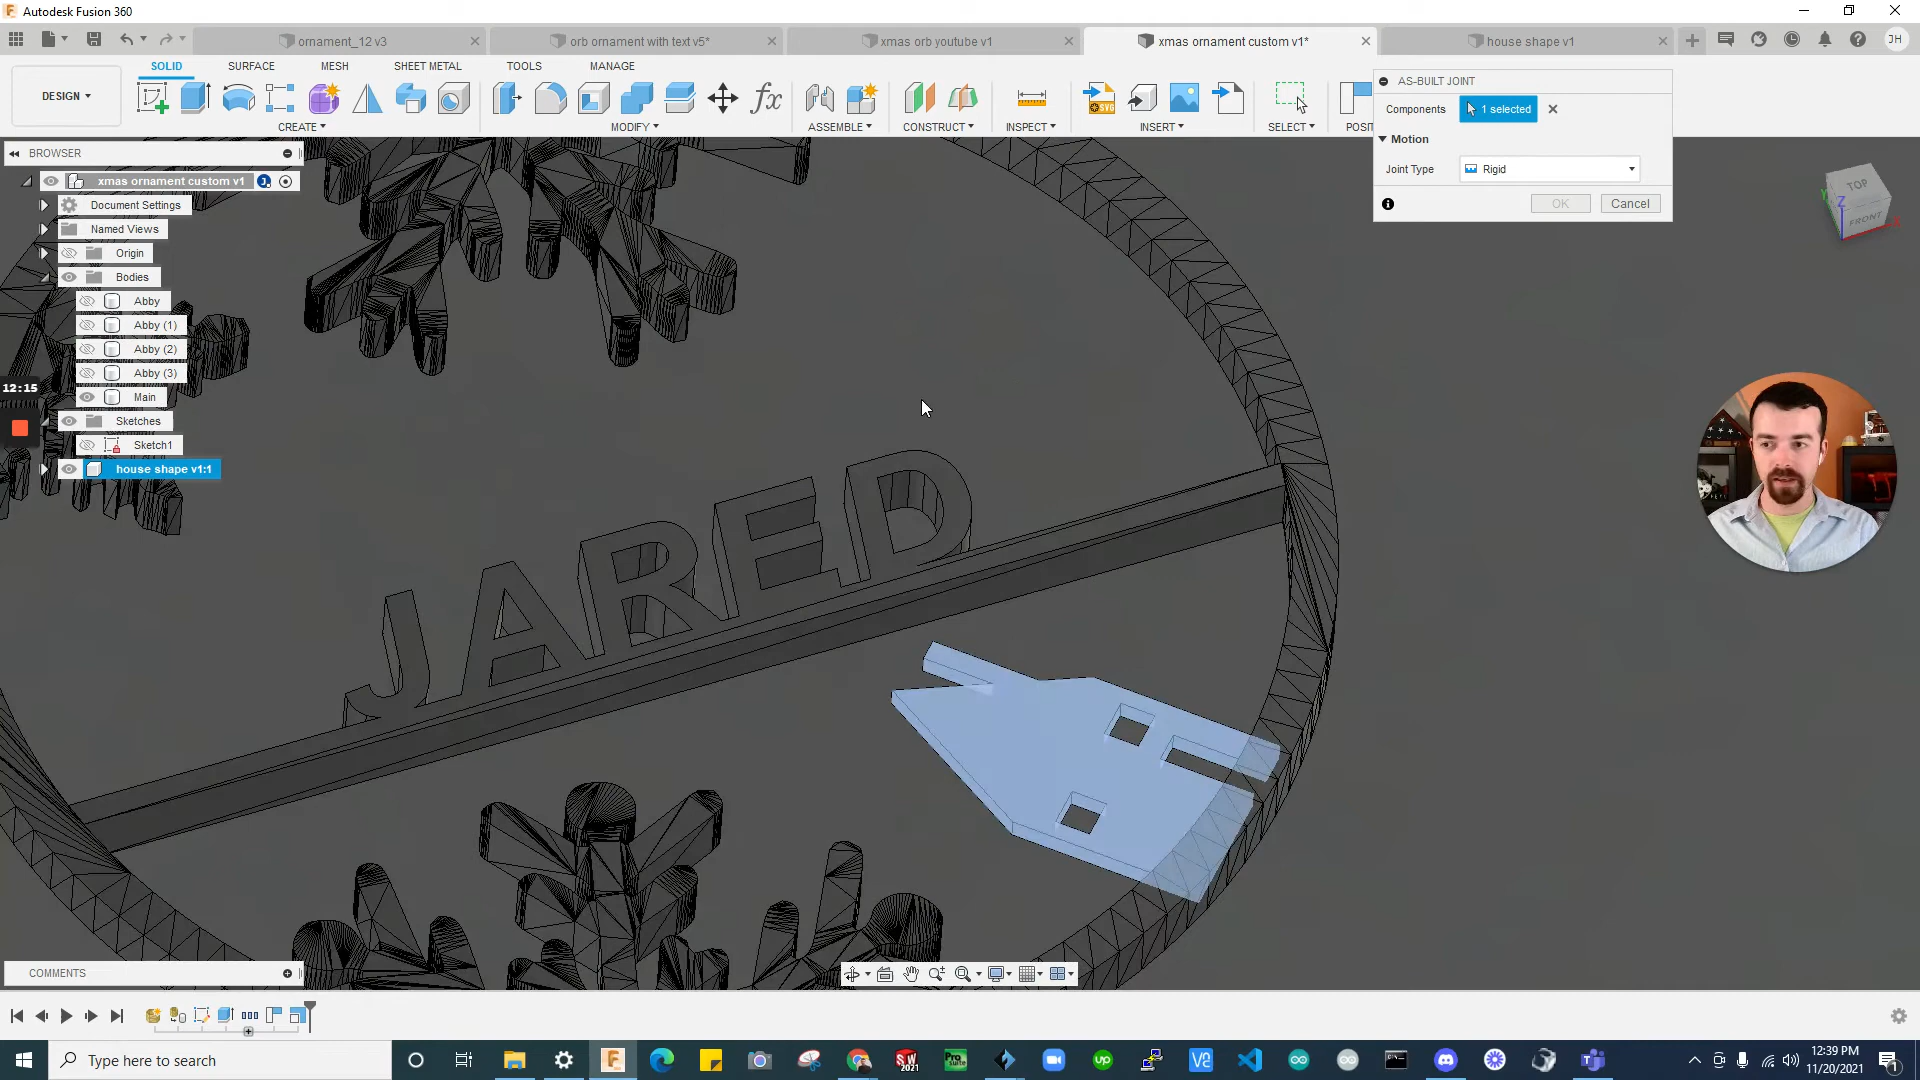 Autodesk Fusion 360
ornament_12 v3
orb ornament with text v5*
xmas orb youtube v1
xmas ornament custom v1*
house shape v1
JH
SOLID
SURFACE
MESH
SHEET METAL
TOOLS
MANAGE
DESIGN
CREATE
MODIFY
ASSEMBLE
CONSTRUCT
INSPECT
INSERT
SELECT
POSIT
AS-BUILT JOINT
Components
1 selected
Motion
Joint Type
Rigid
OK
Cancel
BROWSER
xmas ornament custom v1
Document Settings
Named Views
Origin
Bodies
Abby
Abby (1)
Abby (2)
Abby (3)
Main
Sketches
Sketch1
house shape v1:1
12:15
TOP
FRONT
Z
JARED
COMMENTS
Type here to search
12:39 PM
11/20/2021